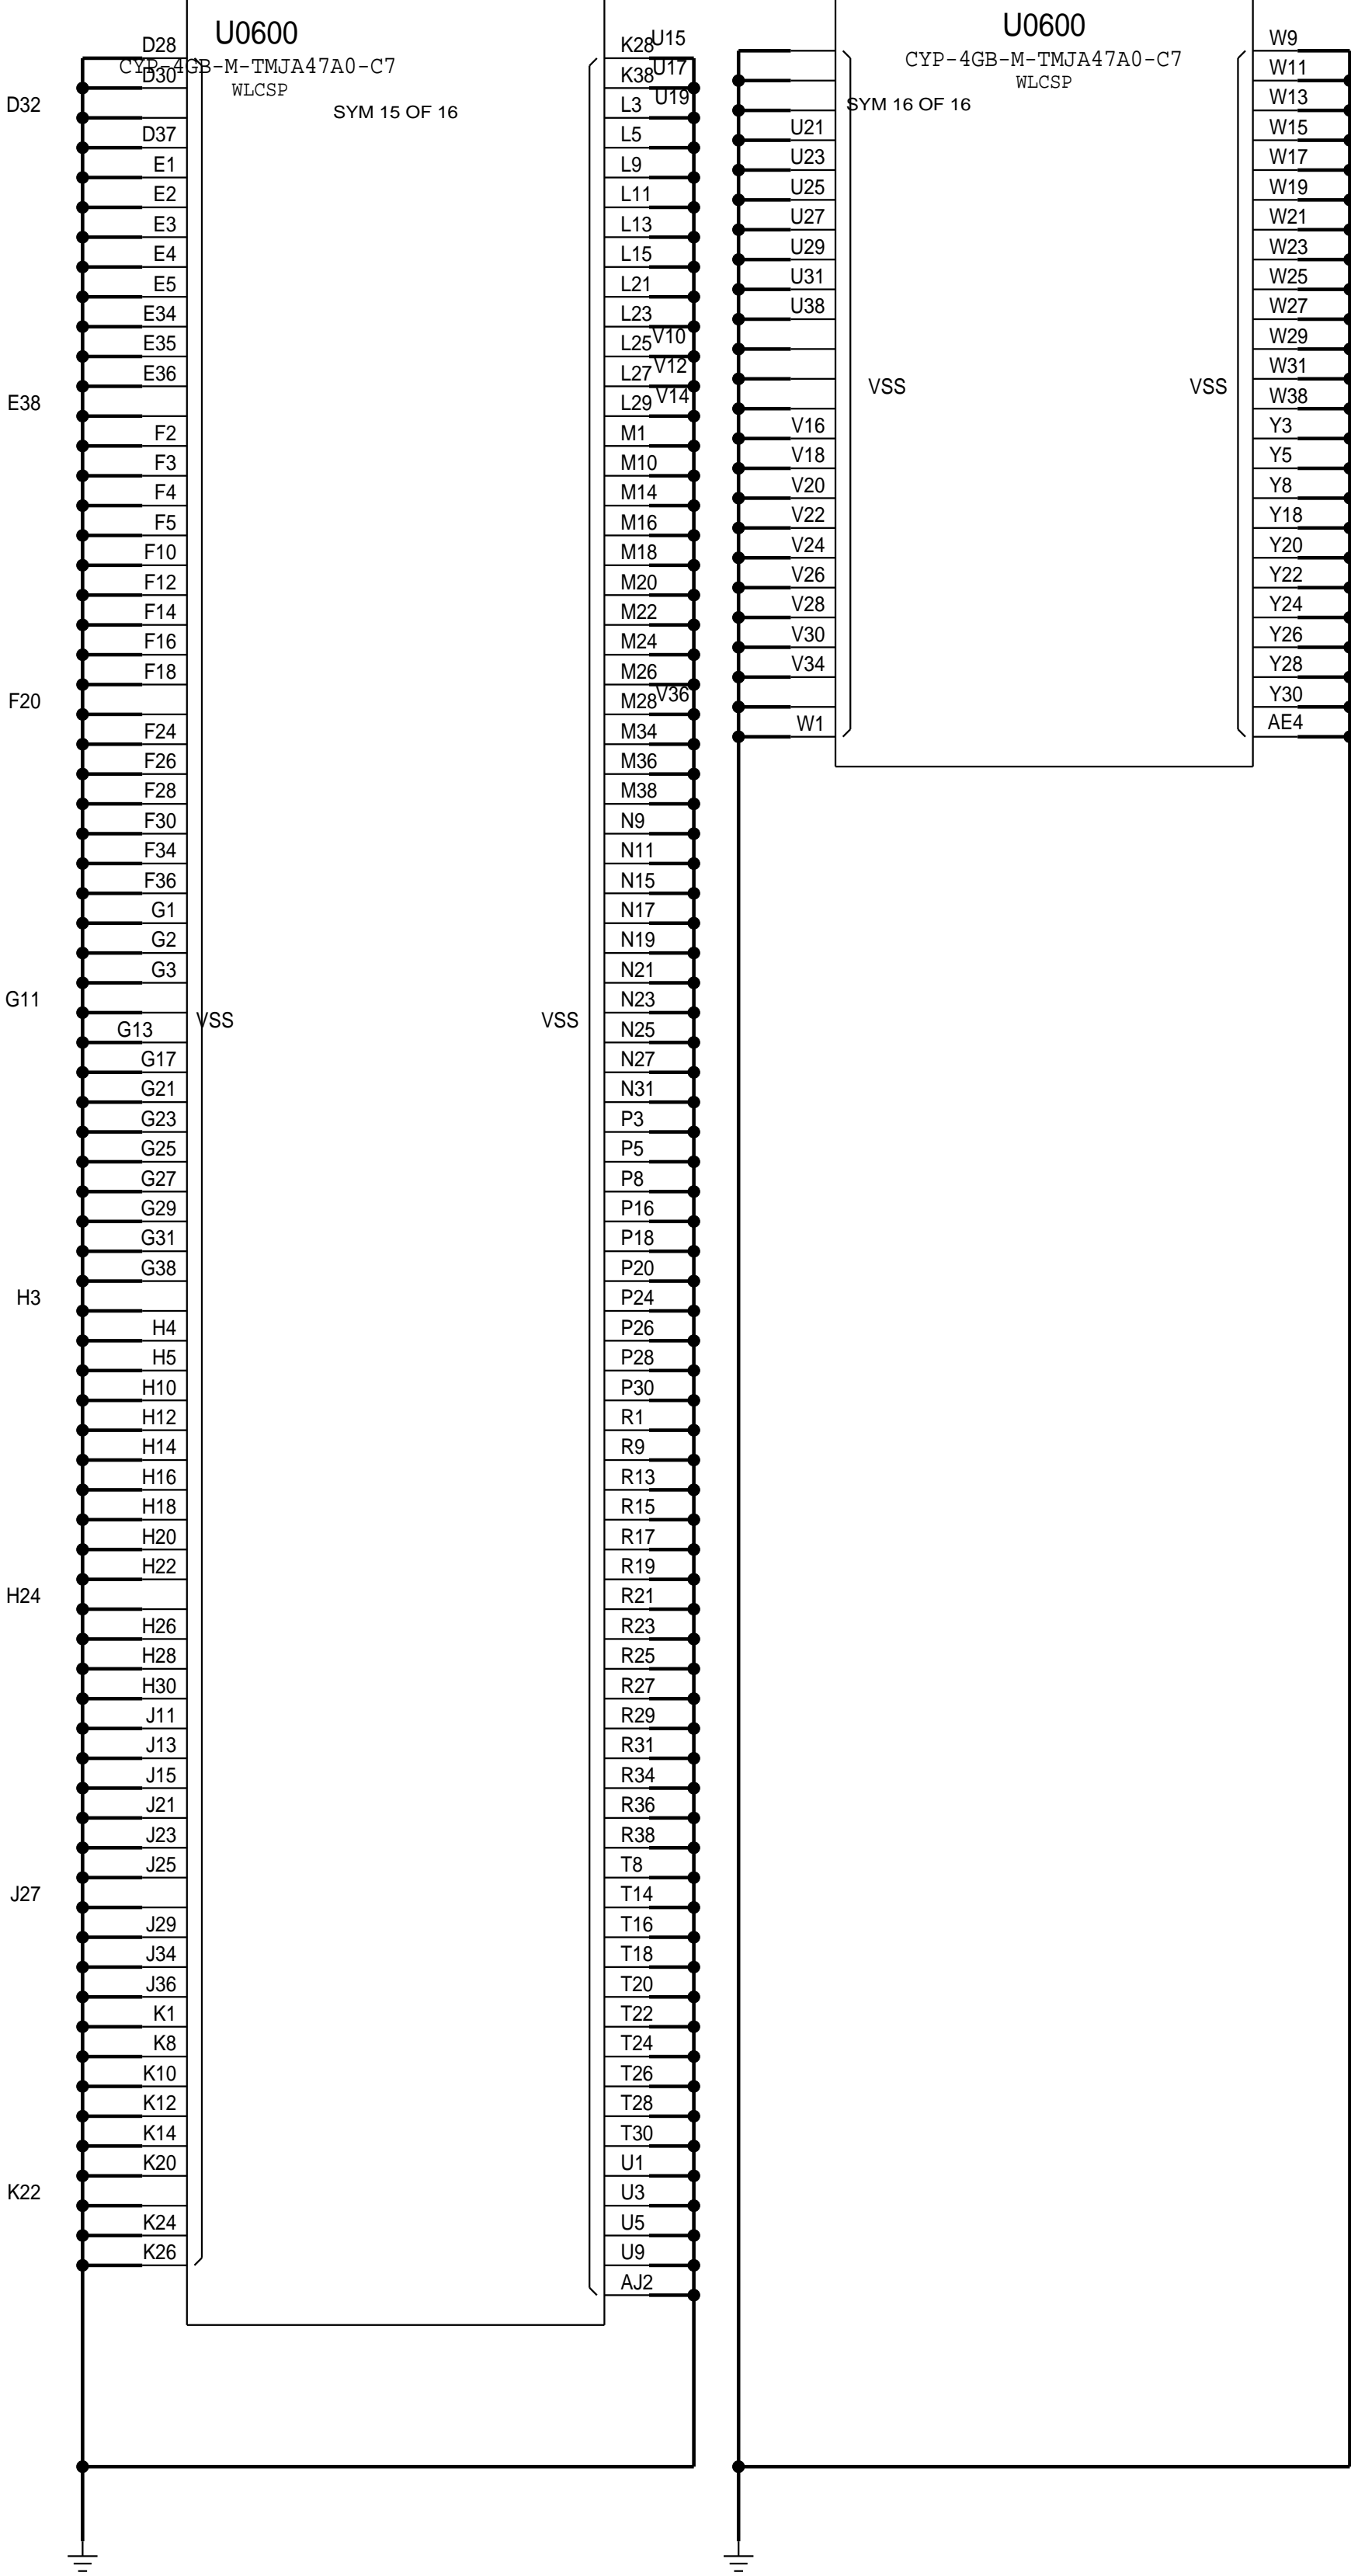 U0600
CYP-4GB-M-TMJA47A0-C7
WLCSP
SYM 15 OF 16
D28
D30
D32
D37
E1
E2
E3
E4
E5
E34
E35
E36
E38
F2
F3
F4
F5
F10
F12
F14
F16
F18
F20
F24
F26
F28
F30
F34
F36
G1
G2
G3
G11
G13
G17
G21
G23
G25
G27
G29
G31
G38
H3
H4
H5
H10
H12
H14
H16
H18
H20
H22
H24
H26
H28
H30
J11
J13
J15
J21
J23
J25
J27
J29
J34
J36
K1
K8
K10
K12
K14
K20
K22
K24
K26
VSS
VSS
K28
K38
L3
L5
L9
L11
L13
L15
L21
L23
L25
L27
L29
M1
M10
M14
M16
M18
M20
M22
M24
M26
M28
M34
M36
M38
N9
N11
N15
N17
N19
N21
N23
N25
N27
N31
P3
P5
P8
P16
P18
P20
P24
P26
P28
P30
R1
R9
R13
R15
R17
R19
R21
R23
R25
R27
R29
R31
R34
R36
R38
T8
T14
T16
T18
T20
T22
T24
T26
T28
T30
U1
U3
U5
U9
AJ2
U0600
CYP-4GB-M-TMJA47A0-C7
WLCSP
SYM 16 OF 16
U15
U17
U19
U21
U23
U25
U27
U29
U31
U38
V10
V12
V14
V16
V18
V20
V22
V24
V26
V28
V30
V34
V36
W1
VSS
VSS
W9
W11
W13
W15
W17
W19
W21
W23
W25
W27
W29
W31
W38
Y3
Y5
Y8
Y18
Y20
Y22
Y24
Y26
Y28
Y30
AE4